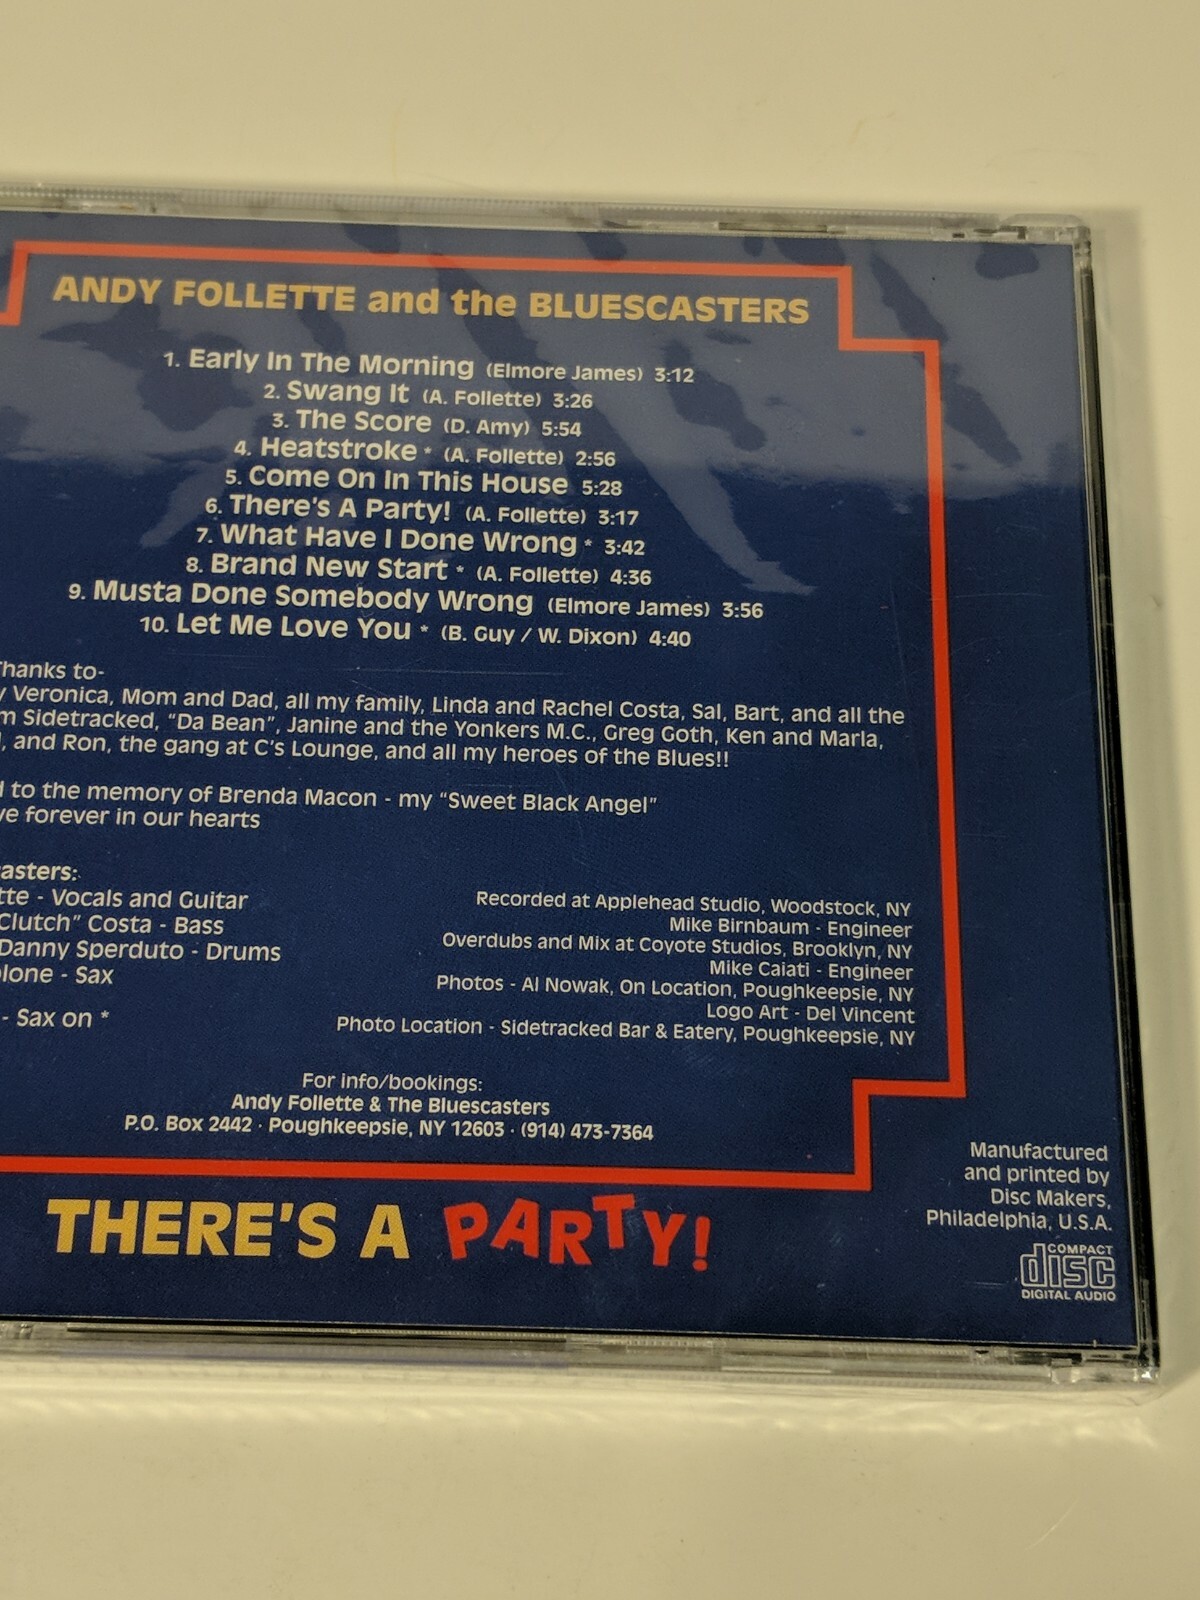 ANDY FOLLETTE and the BLUESCASTERS
1. Early In The Morning (Elmore James) 3:12
2. Swang It (A. Follette) 3:26
3. The Score (D. Amy) 5:54
4. Heatstroke * (A. Follette) 2:56
5. Come On In This House 5:28
6. There's A Party! (A. Follette) 3:17
7. What Have I Done Wrong * 3:42
8. Brand New Start * (A. Follette) 4:36
9. Musta Done Somebody Wrong (Elmore James) 3:56
10. Let Me Love You * (B. Guy / W. Dixon) 4:40
Thanks to-
Veronica, Mom and Dad, all my family, Linda and Rachel Costa, Sal, Bart, and all the
Sidetracked, "Da Bean", Janine and the Yonkers M.C., Greg Goth, Ken and Marla,
, and Ron, the gang at C's Lounge, and all my heroes of the Blues!!
to the memory of Brenda Macon - my "Sweet Black Angel"
forever in our hearts
asters:
tte - Vocals and Guitar
Clutch" Costa - Bass
Danny Sperduto - Drums
lone - Sax
- Sax on *
Recorded at Applehead Studio, Woodstock, NY
Mike Birnbaum - Engineer
Overdubs and Mix at Coyote Studios, Brooklyn, NY
Mike Caiati - Engineer
Photos - Al Nowak, On Location, Poughkeepsie, NY
Logo Art - Del Vincent
Photo Location - Sidetracked Bar & Eatery, Poughkeepsie, NY
For info/bookings:
Andy Follette & The Bluescasters
P.O. Box 2442 · Poughkeepsie, NY 12603 · (914) 473-7364
THERE'S A PARTY!
Manufactured
and printed by
Disc Makers,
Philadelphia, U.S.A.
COMPACT
disc
DIGITAL AUDIO